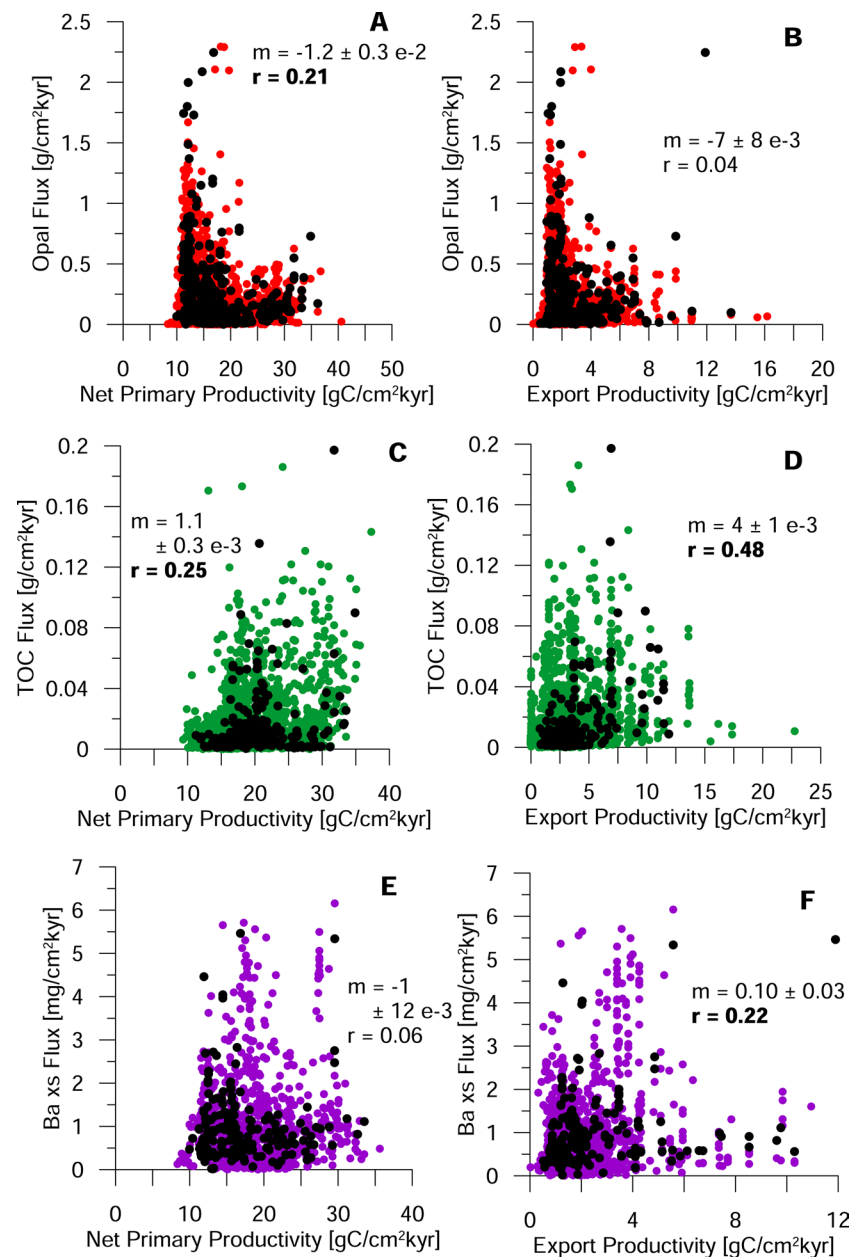 A
m = -1.2 ± 0.3 e-2
r = 0.21
Opal Flux [g/cm²kyr]
2.5
2
1.5
1
0.5
0
0 10 20 30 40 50
Net Primary Productivity [gC/cm²kyr]
B
m = -7 ± 8 e-3
r = 0.04
Opal Flux [g/cm²kyr]
2.5
2
1.5
1
0.5
0
0 4 8 12 16 20
Export Productivity [gC/cm²kyr]
C
m = 1.1
± 0.3 e-3
r = 0.25
TOC Flux [g/cm²kyr]
0.2
0.16
0.12
0.08
0.04
0
0 10 20 30 40
Net Primary Productivity [gC/cm²kyr]
D
m = 4 ± 1 e-3
r = 0.48
TOC Flux [g/cm²kyr]
0.2
0.16
0.12
0.08
0.04
0
0 5 10 15 20 25
Export Productivity [gC/cm²kyr]
E
m = -1
± 12 e-3
r = 0.06
Ba xs Flux [mg/cm²kyr]
7
6
5
4
3
2
1
0
0 10 20 30 40
Net Primary Productivity [gC/cm²kyr]
F
m = 0.10 ± 0.03
r = 0.22
Ba xs Flux [mg/cm²kyr]
7
6
5
4
3
2
1
0
0 4 8 12
Export Productivity [gC/cm²kyr]